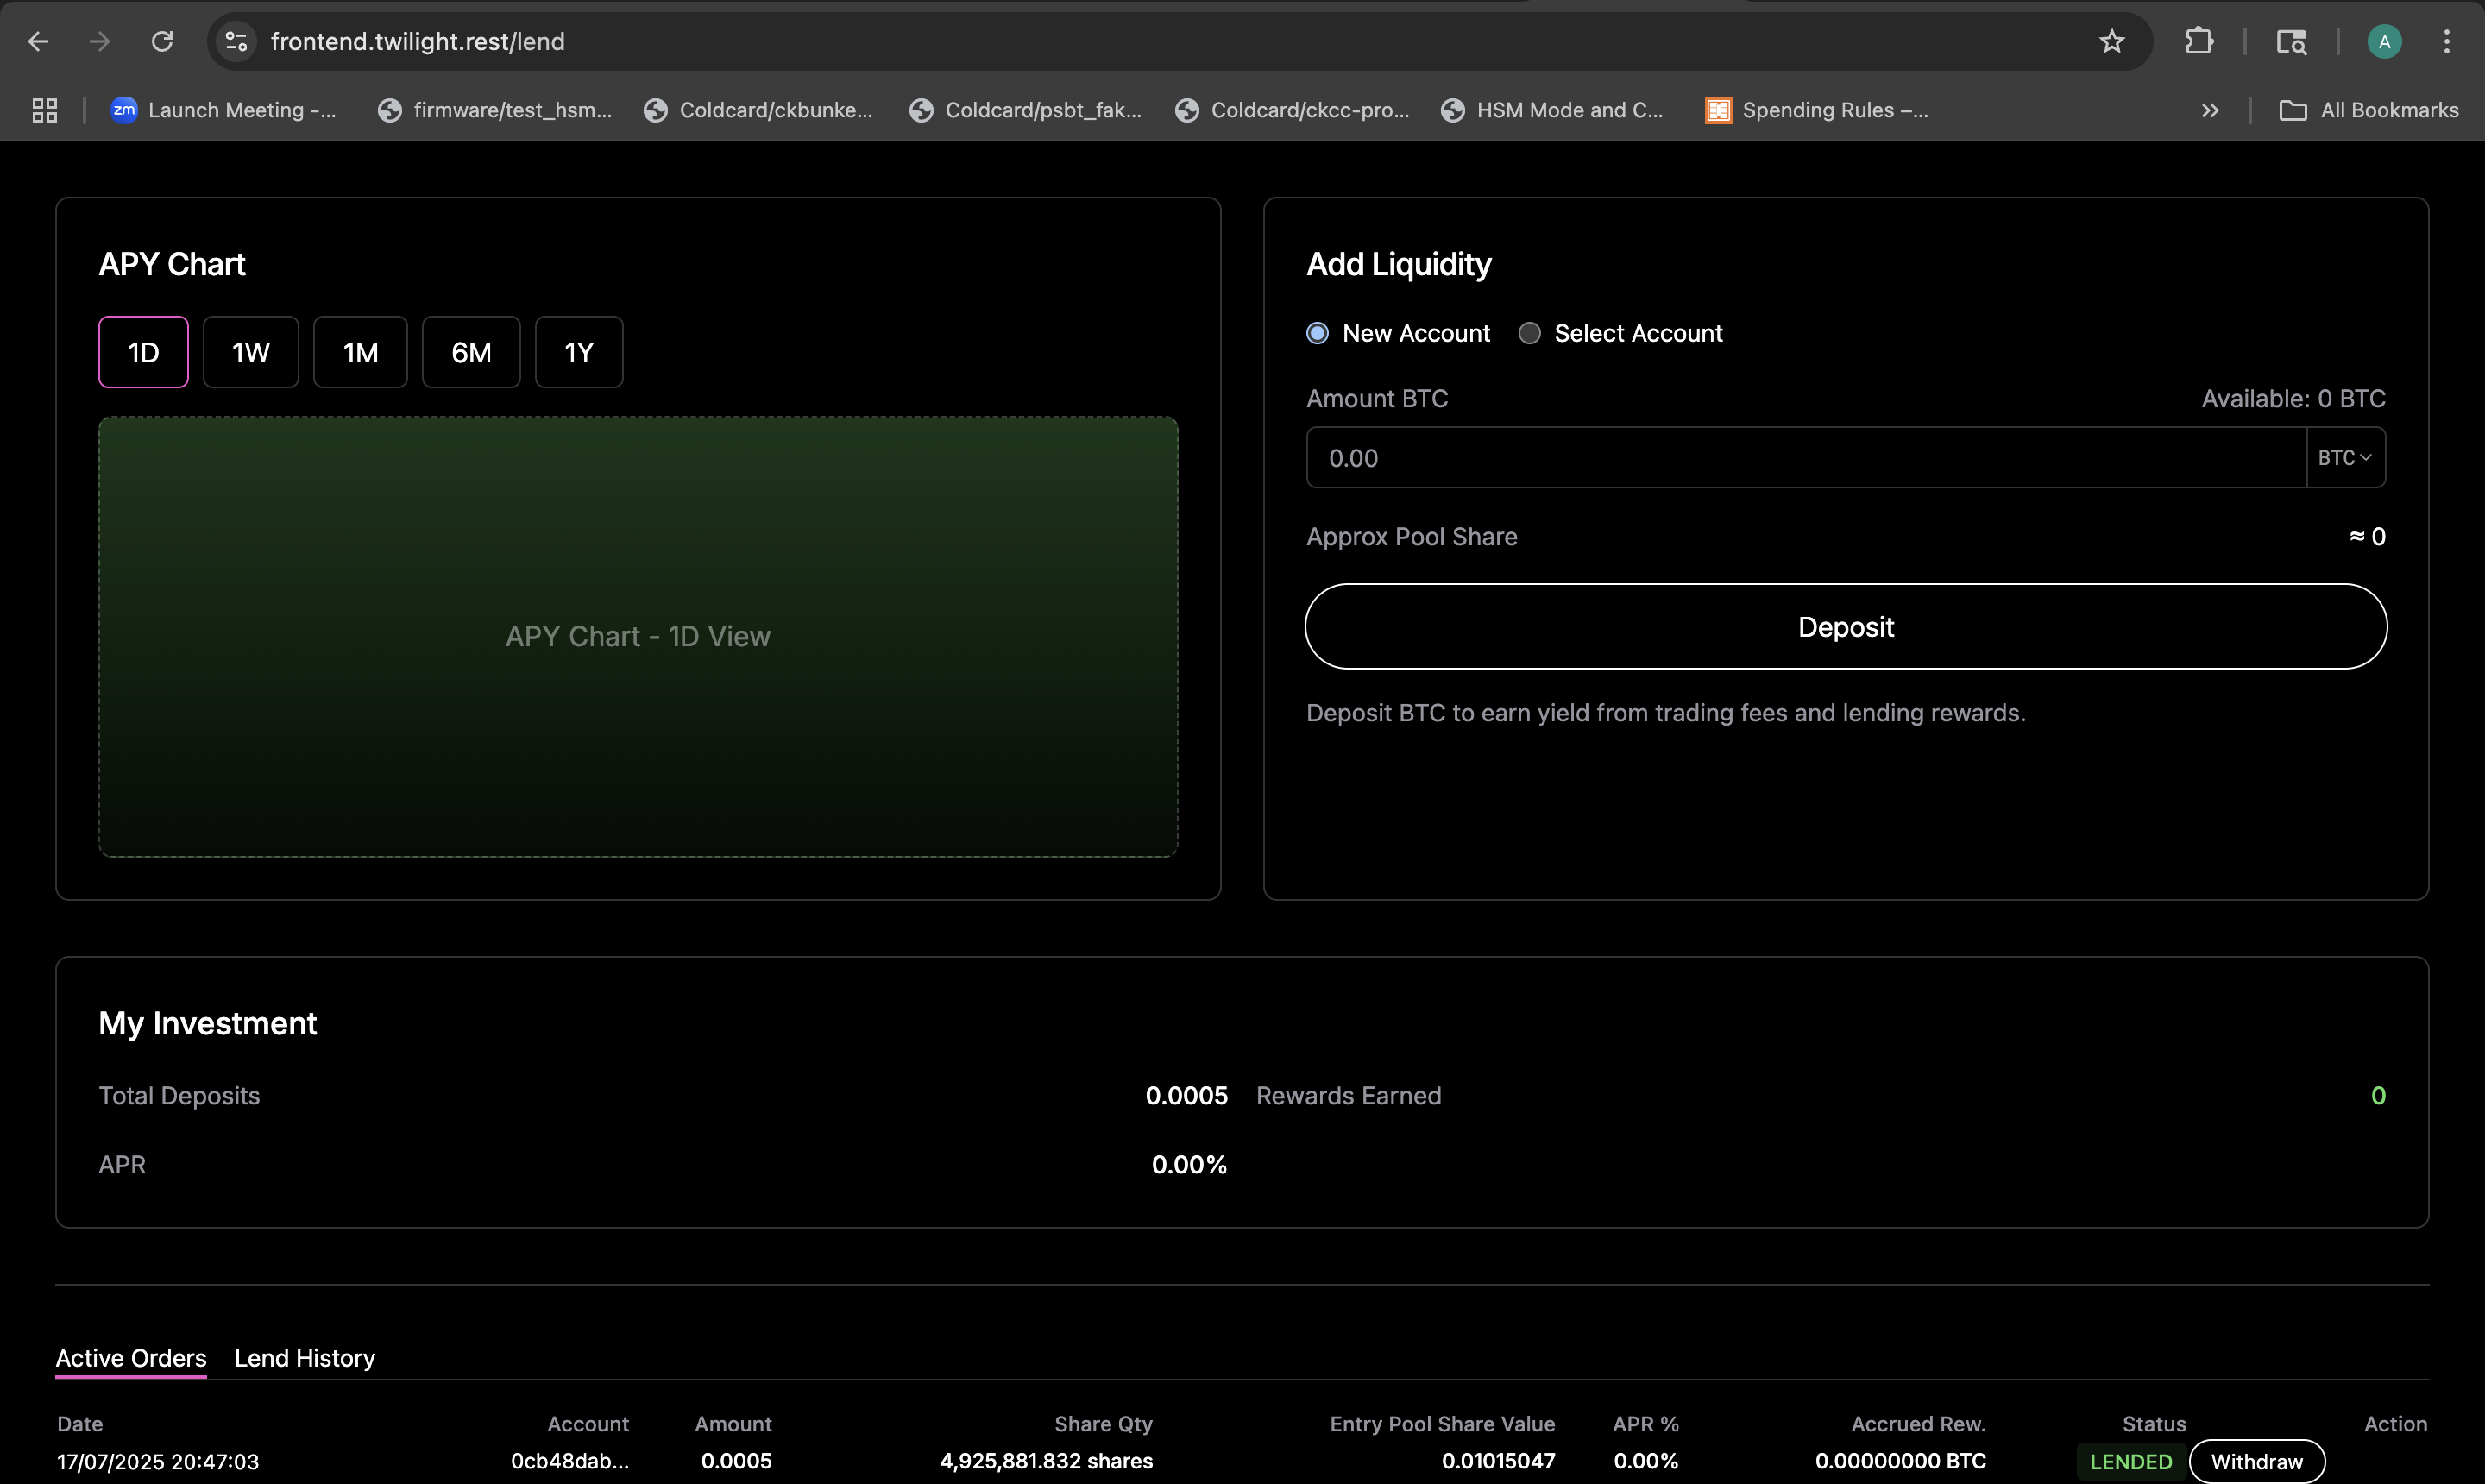 frontend.twilight.rest/lend
A
zm Launch Meeting -... firmware/test_hsm... Coldcard/ckbunke... Coldcard/psbt_fak... Coldcard/ckcc-pro... HSM Mode and C... Spending Rules –... All Bookmarks
APY Chart
1D 1W 1M 6M 1Y
APY Chart - 1D View
Add Liquidity
New Account Select Account
Amount BTC Available: 0 BTC
0.00 BTC
Approx Pool Share ≈ 0
Deposit
Deposit BTC to earn yield from trading fees and lending rewards.
My Investment
Total Deposits 0.0005 Rewards Earned 0
APR 0.00%
Active Orders Lend History
Date Account Amount Share Qty Entry Pool Share Value APR % Accrued Rew. Status Action
17/07/2025 20:47:03 0cb48dab... 0.0005 4,925,881.832 shares 0.01015047 0.00% 0.00000000 BTC LENDED Withdraw